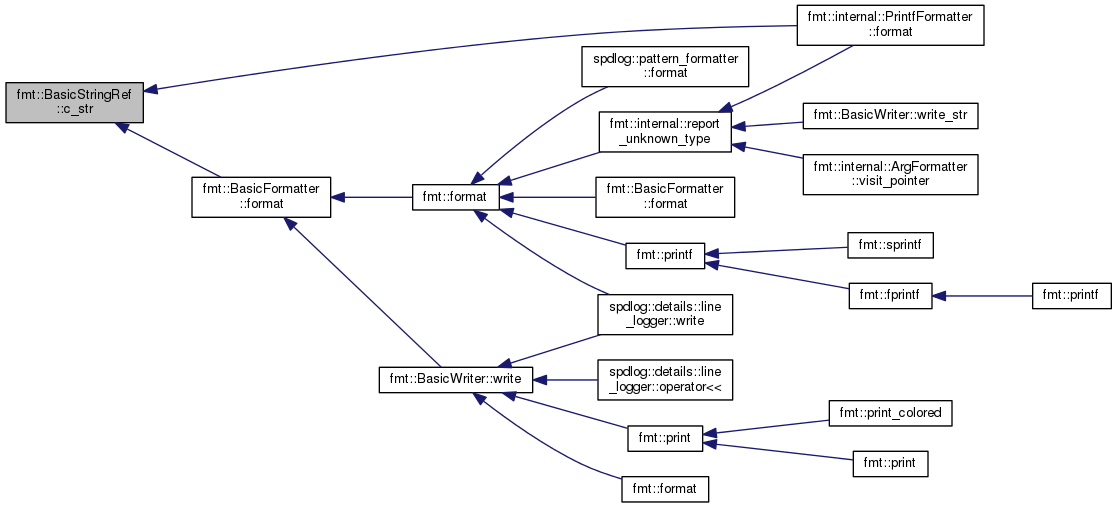 fmt::BasicStringRef
::c_str
fmt::internal::PrintfFormatter
::format
spdlog::pattern_formatter
::format
fmt::internal::report
_unknown_type
fmt::BasicWriter::write_str
fmt::internal::ArgFormatter
::visit_pointer
fmt::BasicFormatter
::format
fmt::format
fmt::BasicFormatter
::format
fmt::printf
fmt::sprintf
fmt::fprintf
fmt::printf
spdlog::details::line
_logger::write
fmt::BasicWriter::write
spdlog::details::line
_logger::operator<<
fmt::print
fmt::print_colored
fmt::print
fmt::format